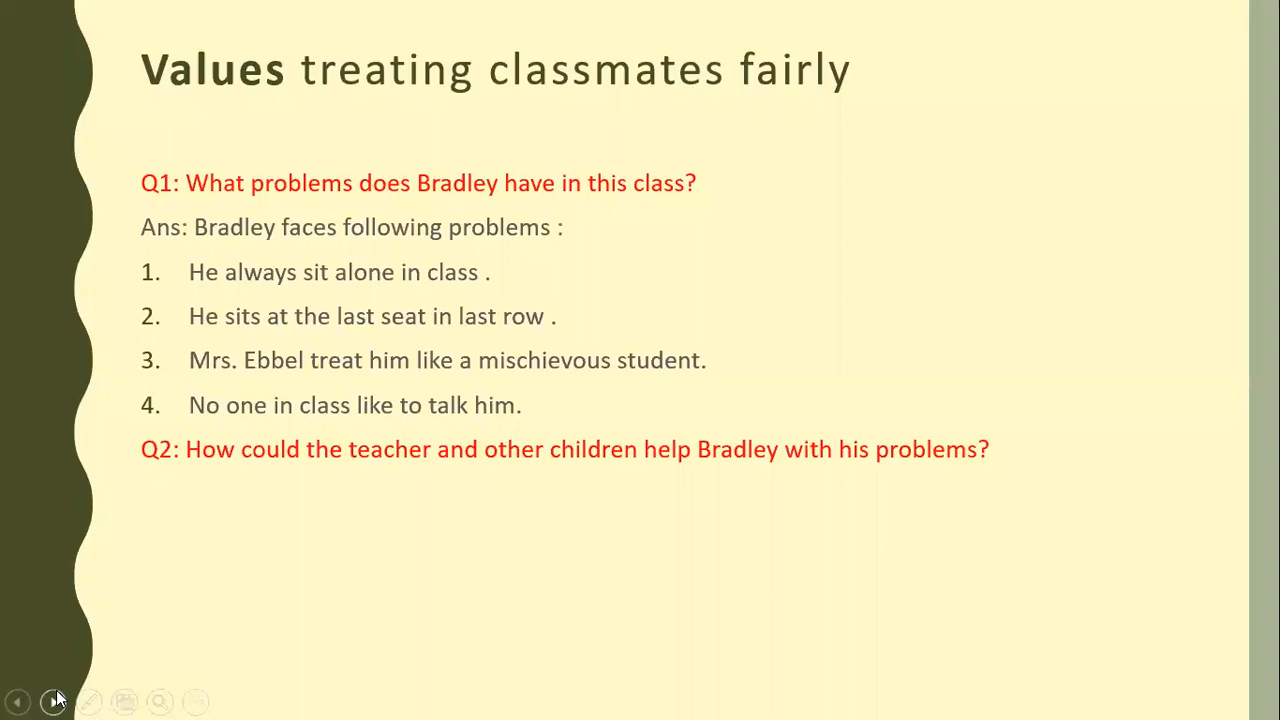 Values treating classmates fairly
Q1: What problems does Bradley have in this class?
Ans: Bradley faces following problems :
1. He always sit alone in class .
2. He sits at the last seat in last row .
3. Mrs. Ebbel treat him like a mischievous student.
4. No one in class like to talk him.
Q2: How could the teacher and other children help Bradley with his problems?